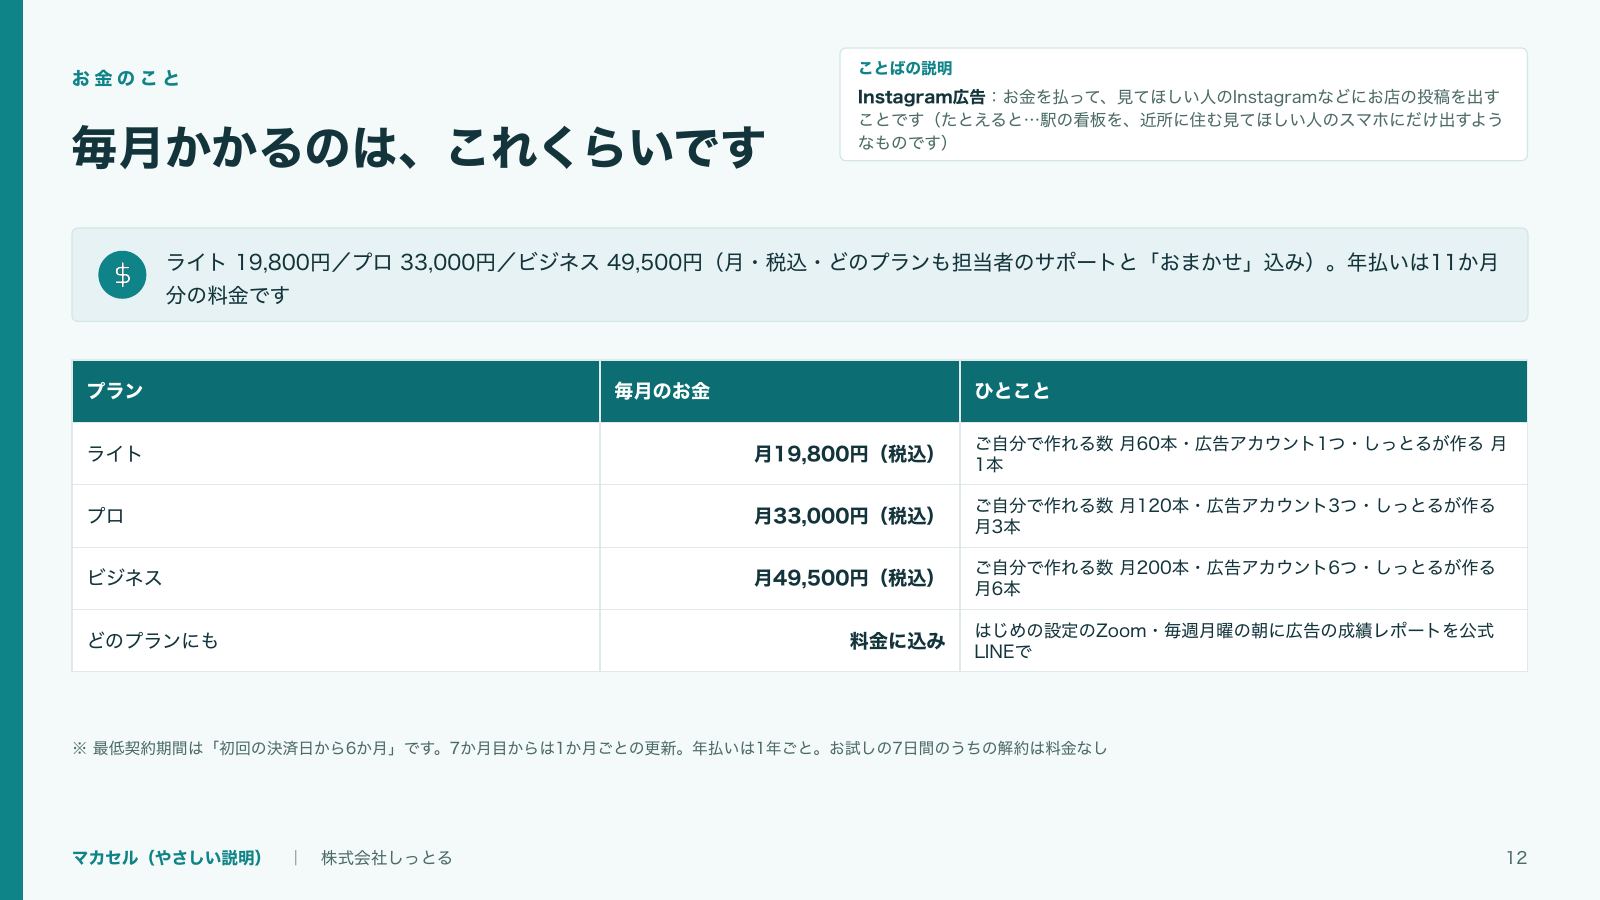 お金のこと
毎月かかるのは、これくらいです
ことばの説明
Instagram広告：お金を払って、見てほしい人のInstagramなどにお店の投稿を出す
ことです（たとえると…駅の看板を、近所に住む見てほしい人のスマホにだけ出すよう
なものです）
$
ライト 19,800円／プロ 33,000円／ビジネス 49,500円（月・税込・どのプランも担当者のサポートと「おまかせ」込み）。年払いは11か月
分の料金です
プラン
毎月のお金
ひとこと
ライト
月19,800円（税込）
ご自分で作れる数 月60本・広告アカウント1つ・しっとるが作る 月
1本
プロ
月33,000円（税込）
ご自分で作れる数 月120本・広告アカウント3つ・しっとるが作る
月3本
ビジネス
月49,500円（税込）
ご自分で作れる数 月200本・広告アカウント6つ・しっとるが作る
月6本
どのプランにも
料金に込み
はじめの設定のZoom・毎週月曜の朝に広告の成績レポートを公式
LINEで
※ 最低契約期間は「初回の決済日から6か月」です。7か月目からは1か月ごとの更新。年払いは1年ごと。お試しの7日間のうちの解約は料金なし
マカセル（やさしい説明） ｜ 株式会社しっとる
12